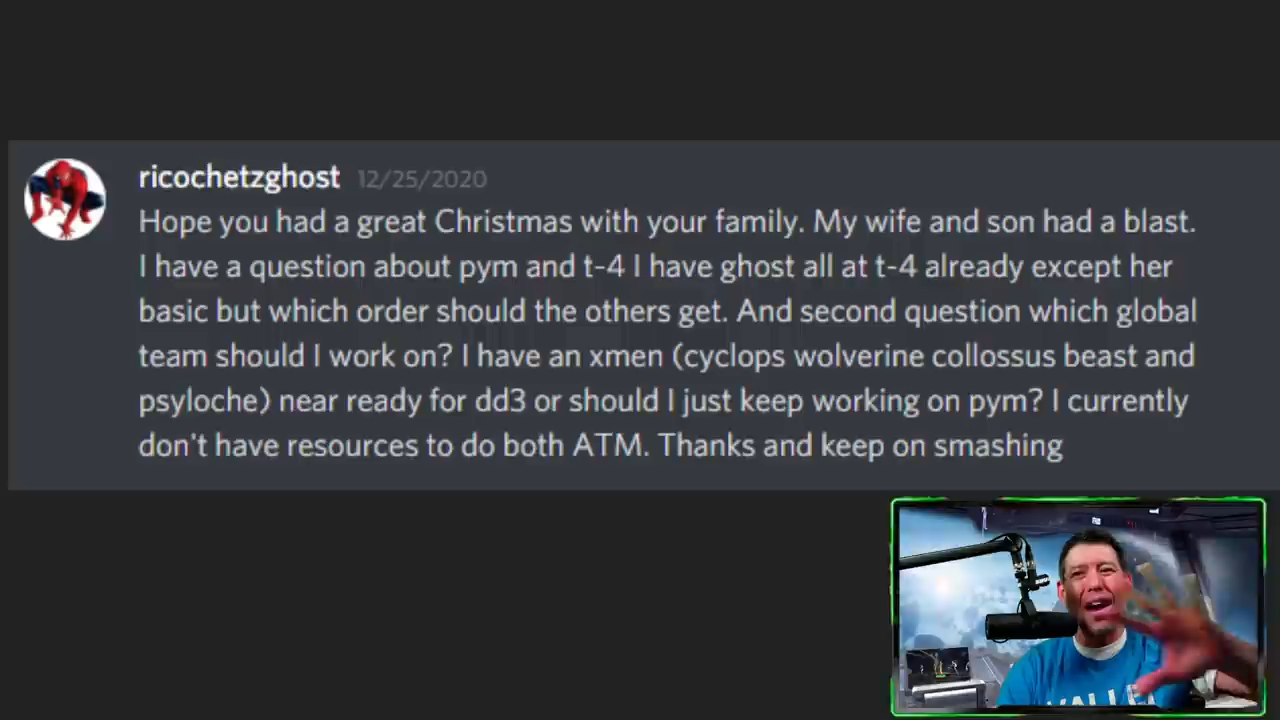 ricochetzghost 12/25/2020
Hope you had a great Christmas with your family. My wife and son had a blast.
I have a question about pym and t-4 I have ghost all at t-4 already except her
basic but which order should the others get. And second question which global
team should I work on? I have an xmen (cyclops wolverine collossus beast and
psyloche) near ready for dd3 or should I just keep working on pym? I currently
don't have resources to do both ATM. Thanks and keep on smashing
VALLEY